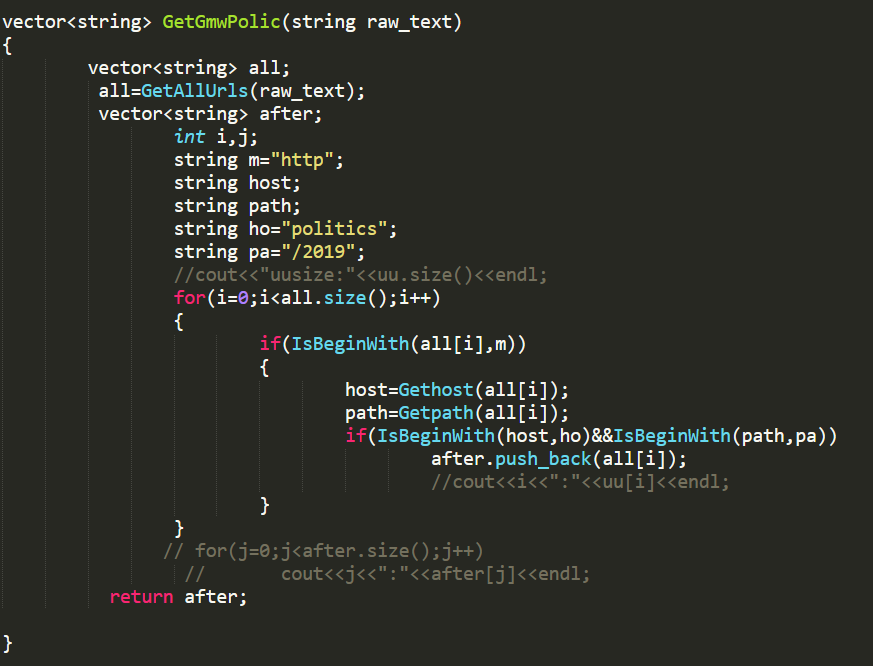 vector<string> GetGmwPolic(string raw_text)
{
vector<string> all;
all=GetAllUrls(raw_text);
vector<string> after;
int i,j;
string m="http";
string host;
string path;
string ho="politics";
string pa="/2019";
//cout<<"uusize:"<<uu.size()<<endl;
for(i=0;i<all.size();i++)
{
if(IsBeginWith(all[i],m))
{
host=Gethost(all[i]);
path=Getpath(all[i]);
if(IsBeginWith(host,ho)&&IsBeginWith(path,pa))
after.push_back(all[i]);
//cout<<i<<":"<<uu[i]<<endl;
}
}
// for(j=0;j<after.size();j++)
// cout<<j<<":"<<after[j]<<endl;
return after;
}